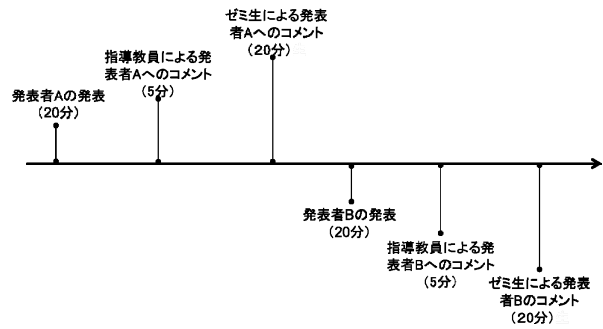 発表者Aの発表
(20分)
指導教員による発
表者Aへのコメント
(5分)
ゼミ生による発表
者Aへのコメント
(20分)
発表者Bの発表
(20分)
指導教員による発
表者Bへのコメント
(5分)
ゼミ生による発表
者Bのコメント
(20分)